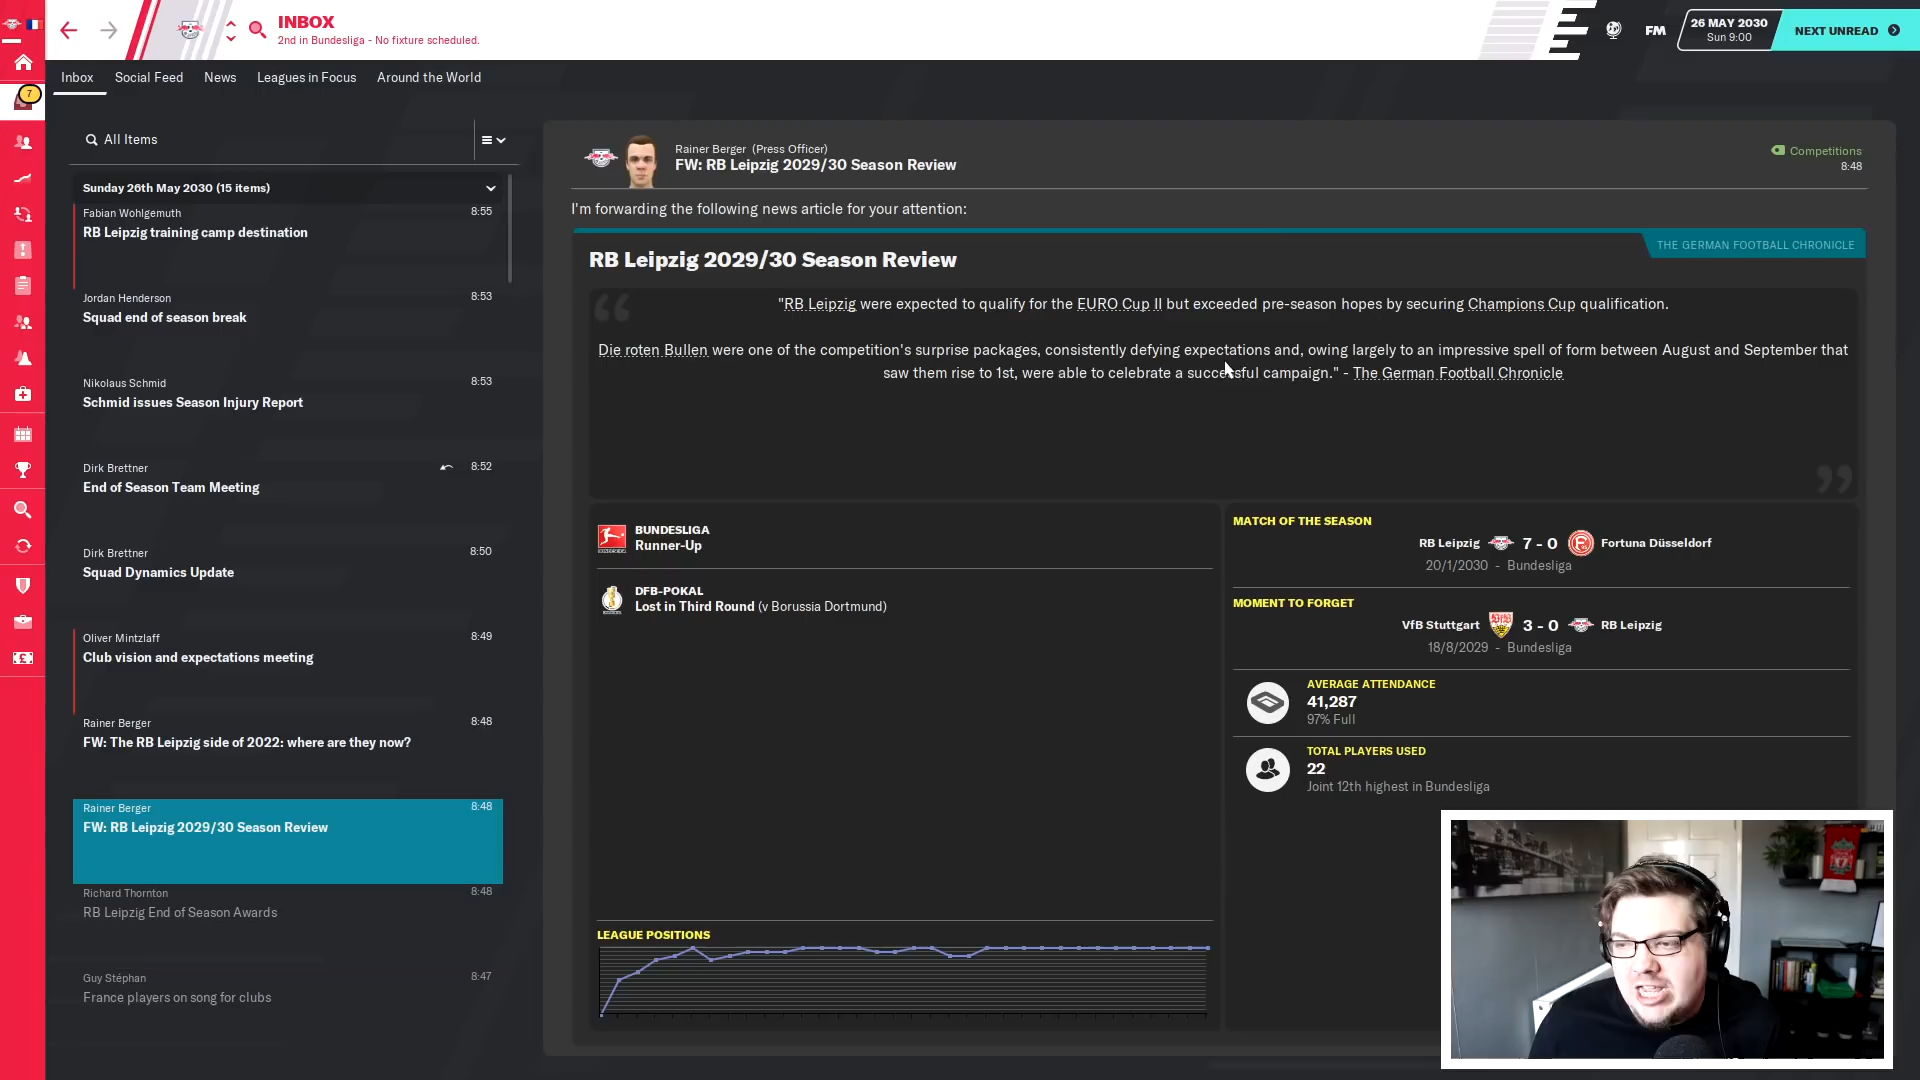 INBOX
2nd in Bundesliga - No fixture scheduled.
FM
26 MAY 2030
Sun 9:00
NEXT UNREAD
7
Inbox
Social Feed
News
Leagues in Focus
Around the World
All Items
Sunday 26th May 2030 (15 items)
Fabian Wohlgemuth
8:55
RB Leipzig training camp destination
Jordan Henderson
8:53
Squad end of season break
Nikolaus Schmid
8:53
Schmid issues Season Injury Report
Dirk Brettner
8:52
End of Season Team Meeting
Dirk Brettner
8:50
Squad Dynamics Update
Oliver Mintzlaff
8:49
Club vision and expectations meeting
Rainer Berger
8:48
FW: The RB Leipzig side of 2022: where are they now?
Rainer Berger
8:48
FW: RB Leipzig 2029/30 Season Review
Richard Thornton
8:48
RB Leipzig End of Season Awards
Guy Stéphan
8:47
France players on song for clubs
Rainer Berger (Press Officer)
FW: RB Leipzig 2029/30 Season Review
Competitions
8:48
I'm forwarding the following news article for your attention:
THE GERMAN FOOTBALL CHRONICLE
RB Leipzig 2029/30 Season Review
"RB Leipzig were expected to qualify for the EURO Cup II but exceeded pre-season hopes by securing Champions Cup qualification.
Die roten Bullen were one of the competition's surprise packages, consistently defying expectations and, owing largely to an impressive spell of form between August and September that
saw them rise to 1st, were able to celebrate a successful campaign." - The German Football Chronicle
BUNDESLIGA
Runner-Up
DFB-POKAL
Lost in Third Round (v Borussia Dortmund)
LEAGUE POSITIONS
MATCH OF THE SEASON
RB Leipzig 7 - 0 Fortuna Düsseldorf
20/1/2030 - Bundesliga
MOMENT TO FORGET
VfB Stuttgart 3 - 0 RB Leipzig
18/8/2029 - Bundesliga
AVERAGE ATTENDANCE
41,287
97% Full
TOTAL PLAYERS USED
22
Joint 12th highest in Bundesliga